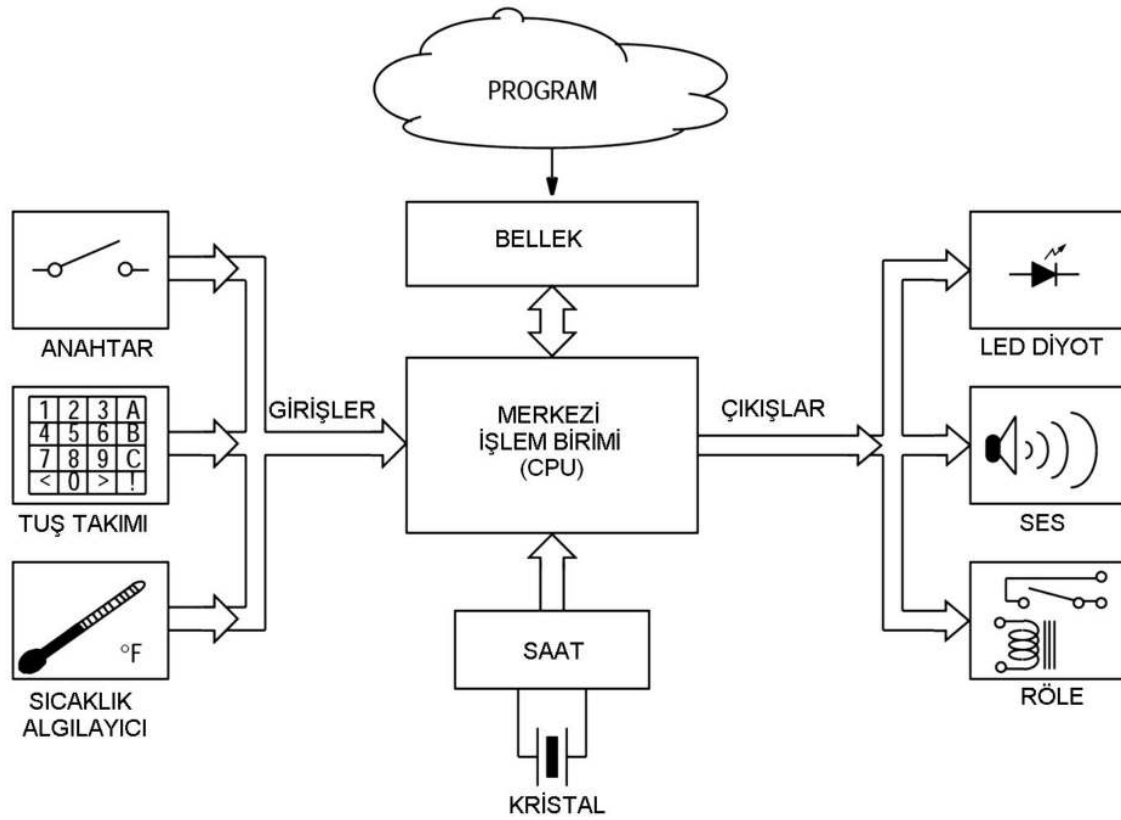 PROGRAM
BELLEK
ANAHTAR
LED DİYOT
1 2 3 A
4 5 6 B
7 8 9 C
< 0 > !
TUŞ TAKIMI
GİRİŞLER
MERKEZİ
İŞLEM BİRİMİ
(CPU)
ÇIKIŞLAR
SES
°F
SICAKLIK
ALGILAYICI
SAAT
KRİSTAL
RÖLE